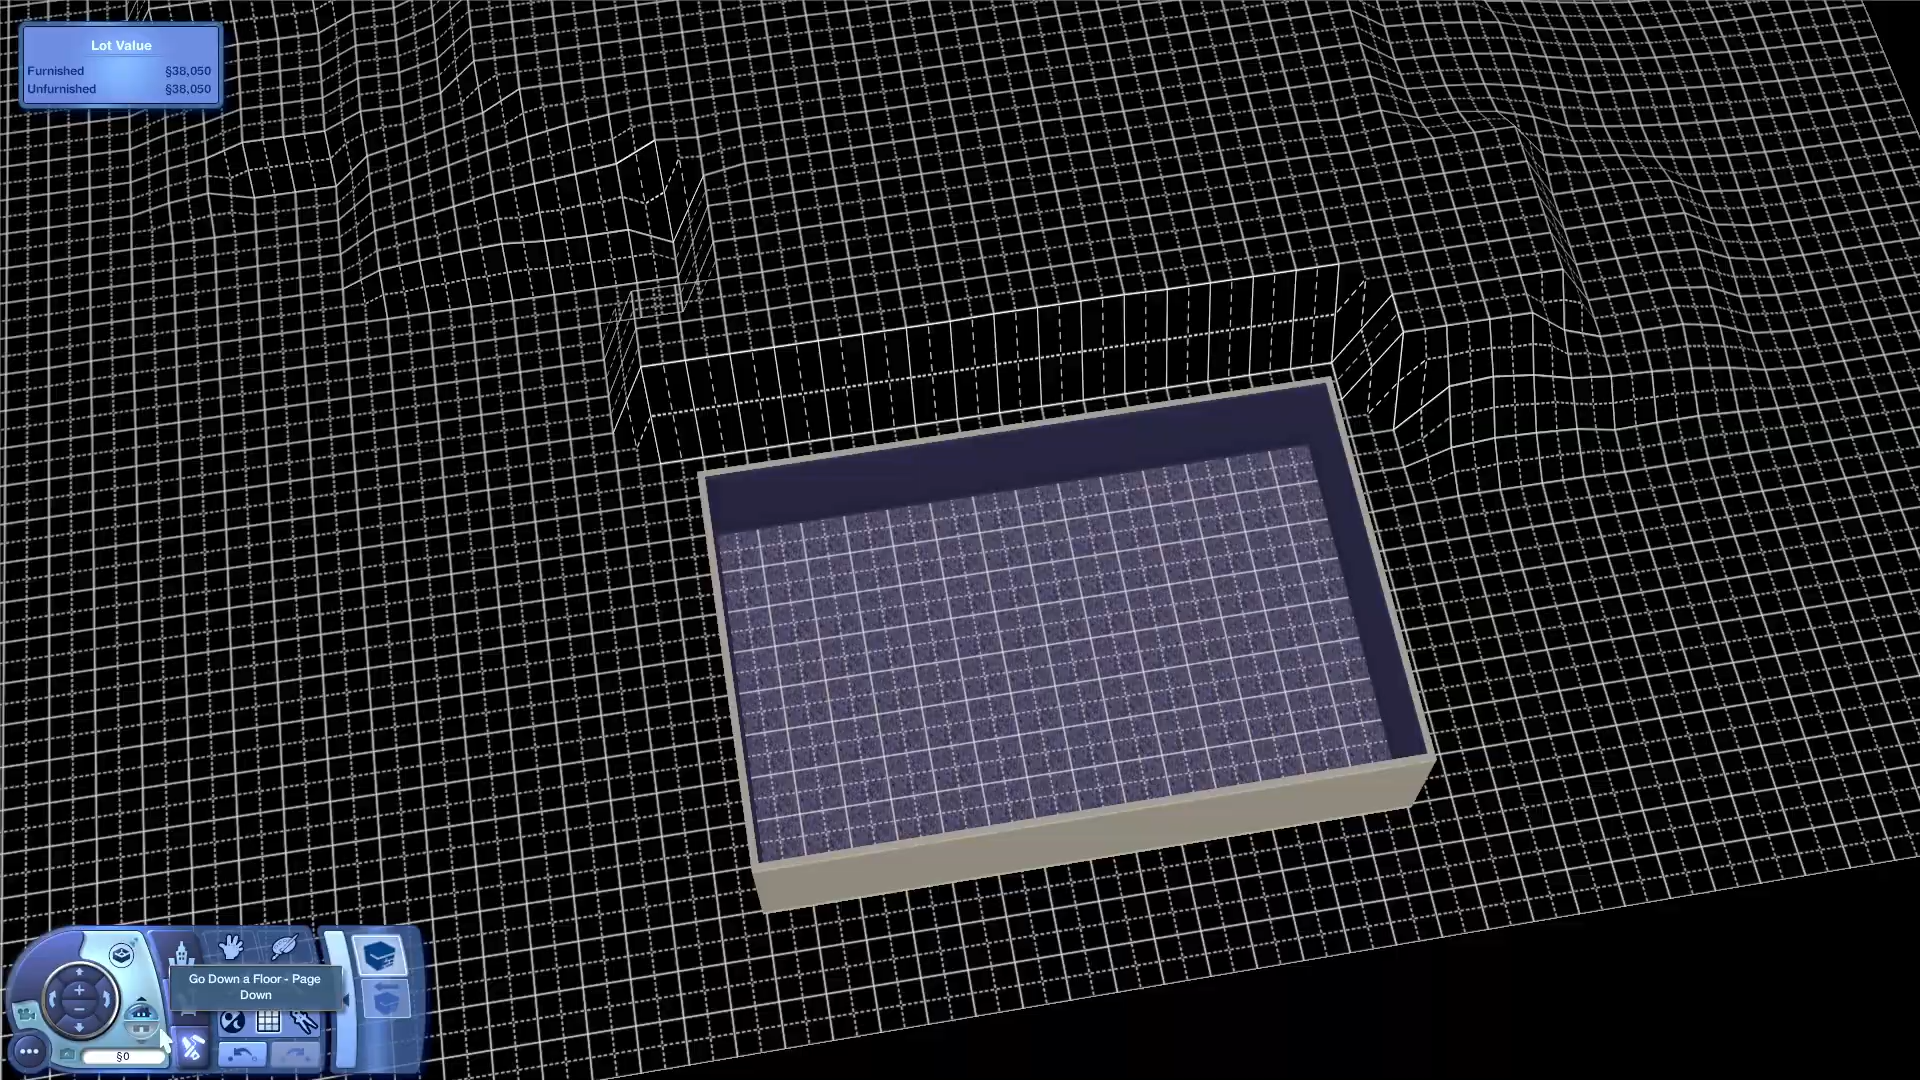 Lot Value
Furnished §38,050
Unfurnished §38,050
Go Down a Floor - Page
Down
§0